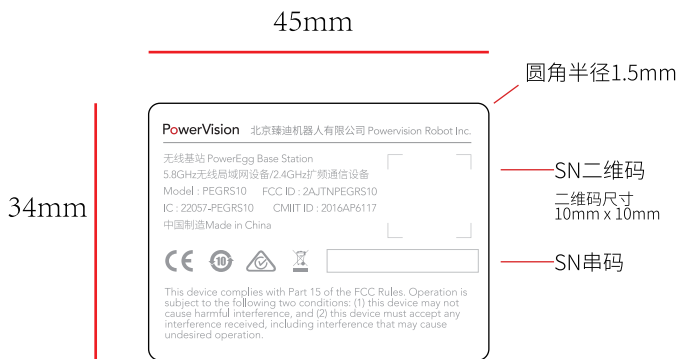 45mm
圆角半径1.5mm
34mm
PowerVision 北京臻迪机器人有限公司 Powervision Robot Inc.
无线基站 PowerEgg Base Station
5.8GHz无线局域网设备/2.4GHz扩频通信设备
Model : PEGRS10 FCC ID : 2AJTNPEGRS10
IC : 22057-PEGRS10 CMIIT ID : 2016AP6117
中国制造Made in China
SN二维码
二维码尺寸
10mm x 10mm
CE 10
SN串码
This device complies with Part 15 of the FCC Rules. Operation is
subject to the following two conditions: (1) this device may not
cause harmful interference, and (2) this device must accept any
interference received, including interference that may cause
undesired operation.